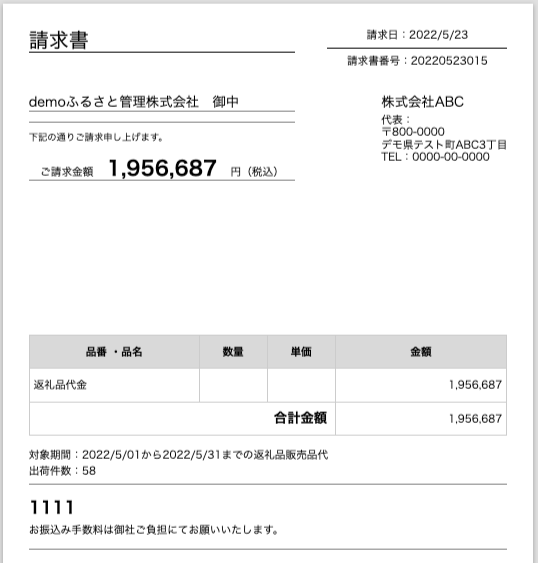 請求書
請求日：2022/5/23
請求書番号：20220523015
demoふるさと管理株式会社　御中
株式会社ABC
代表：
〒800-0000
デモ県テスト町ABC3丁目
TEL：0000-00-0000
下記の通りご請求申し上げます。
ご請求金額 1,956,687 円（税込）
品番 ・品名 数量 単価 金額
返礼品代金 1,956,687
合計金額 1,956,687
対象期間：2022/5/01から2022/5/31までの返礼品販売品代
出荷件数：58
1111
お振込み手数料は御社ご負担にてお願いいたします。